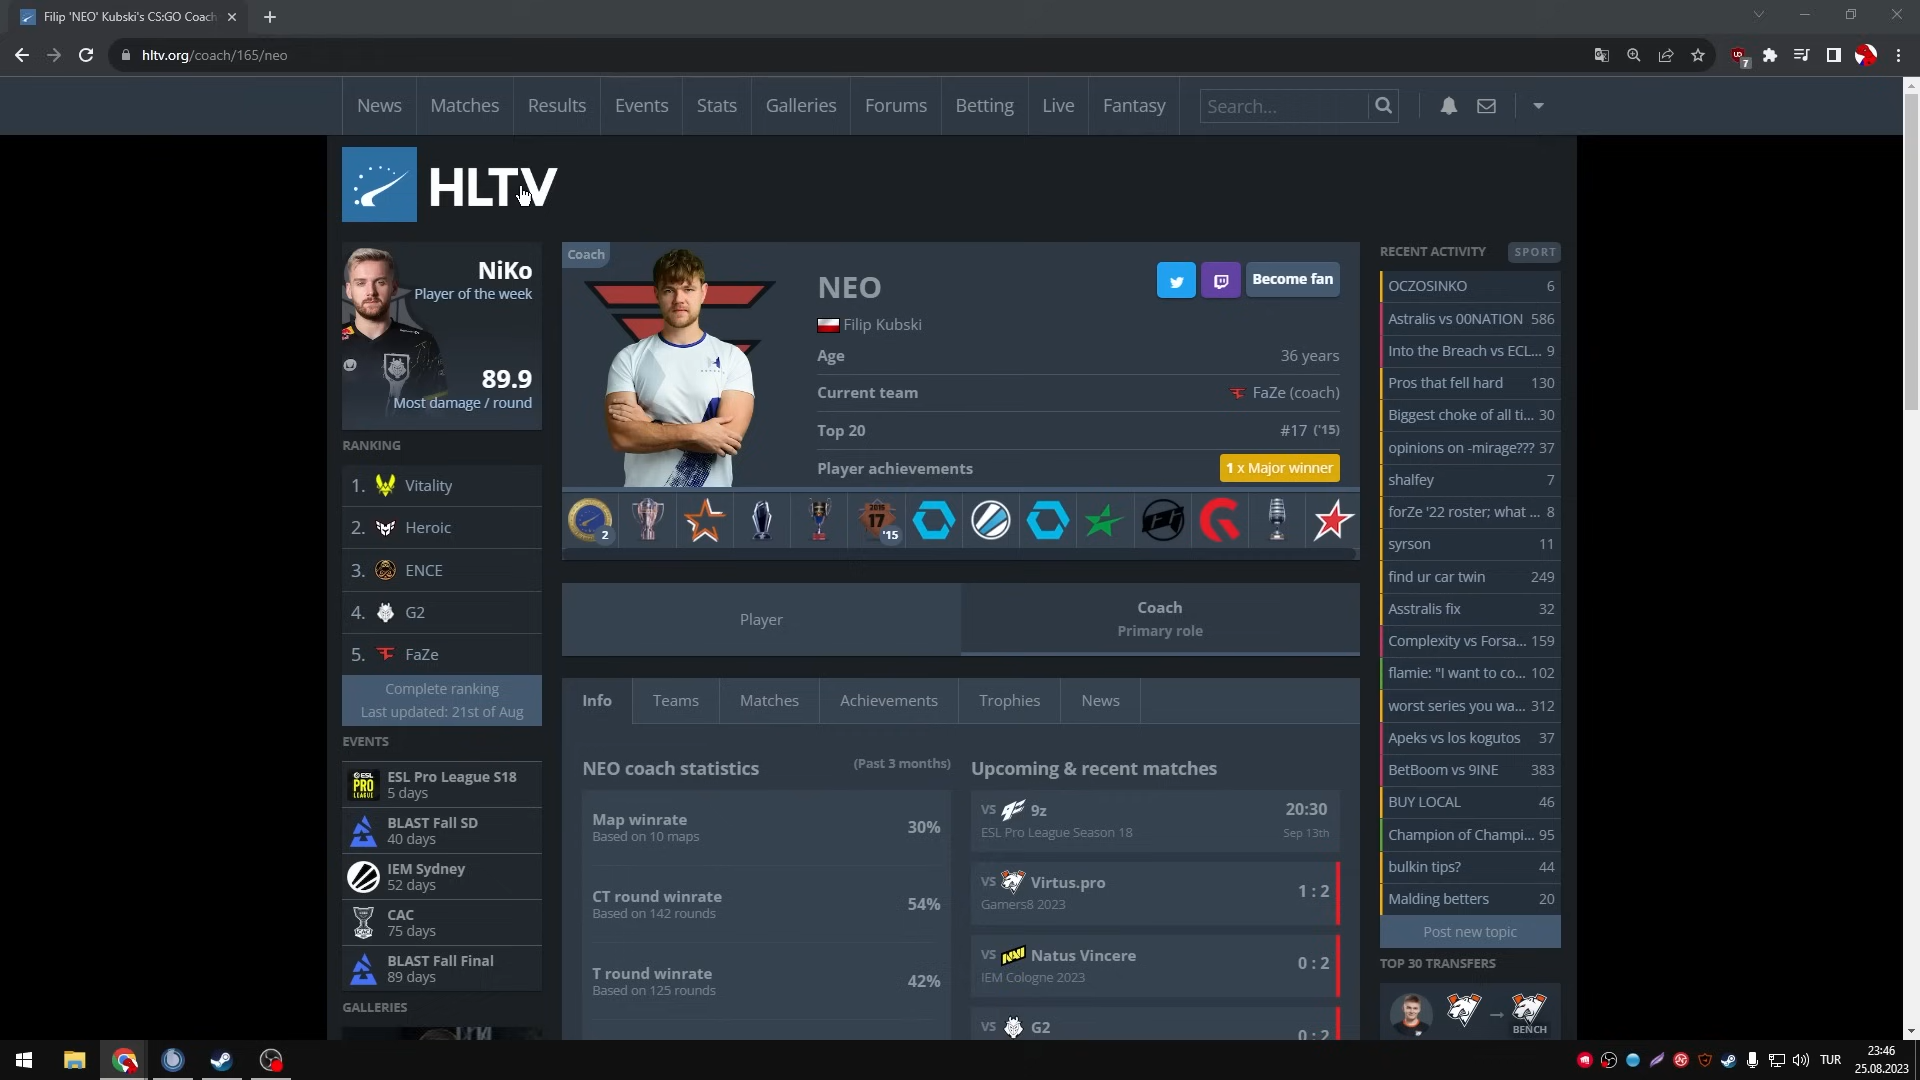 Filip 'NEO' Kubski's CS:GO Coach
hltv.org/coach/165/neo
7
News Matches Results Events Stats Galleries Forums Betting Live Fantasy Search...
HLTV
NiKo
Player of the week
89.9
Most damage / round
RANKING
1. Vitality
2. Heroic
3. ENCE
4. G2
5. FaZe
Complete ranking
Last updated: 21st of Aug
EVENTS
ESL Pro League S18
5 days
BLAST Fall SD
40 days
IEM Sydney
52 days
CAC
75 days
BLAST Fall Final
89 days
GALLERIES
Coach
NEO
Become fan
Filip Kubski
Age 36 years
Current team FaZe (coach)
Top 20 #17 ('15)
Player achievements 1 x Major winner
2
17
'15
Player
Coach
Primary role
Info Teams Matches Achievements Trophies News
NEO coach statistics (Past 3 months)
Map winrate
Based on 10 maps
30%
CT round winrate
Based on 142 rounds
54%
T round winrate
Based on 125 rounds
42%
Upcoming & recent matches
VS 9z 20:30
ESL Pro League Season 18 Sep 13th
VS Virtus.pro 1 : 2
Gamers8 2023
VS Natus Vincere 0 : 2
IEM Cologne 2023
VS G2 0 : 2
RECENT ACTIVITY SPORT
OCZOSINKO 6
Astralis vs 00NATION 586
Into the Breach vs ECL... 9
Pros that fell hard 130
Biggest choke of all ti... 30
opinions on -mirage??? 37
shalfey 7
forZe '22 roster; what ... 8
syrson 11
find ur car twin 249
Asstralis fix 32
Complexity vs Forsa... 159
flamie: "I want to co... 102
worst series you wa... 312
Apeks vs los kogutos 37
BetBoom vs 9INE 383
BUY LOCAL 46
Champion of Champi... 95
bulkin tips? 44
Malding betters 20
Post new topic
TOP 30 TRANSFERS
BENCH
TUR
23:46
25.08.2023